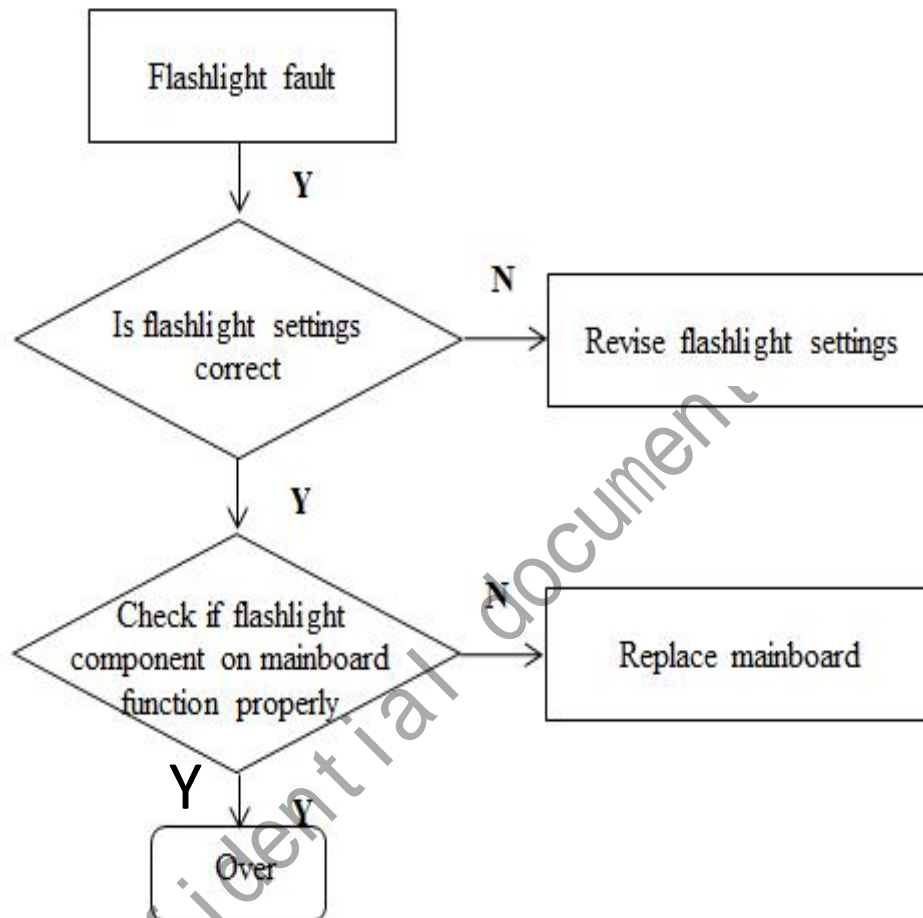 Flashlight fault
Y
Is flashlight settings
correct
N
Revise flashlight settings
Y
Check if flashlight
component on mainboard
function properly
N
Replace mainboard
Y
Y
Over
document